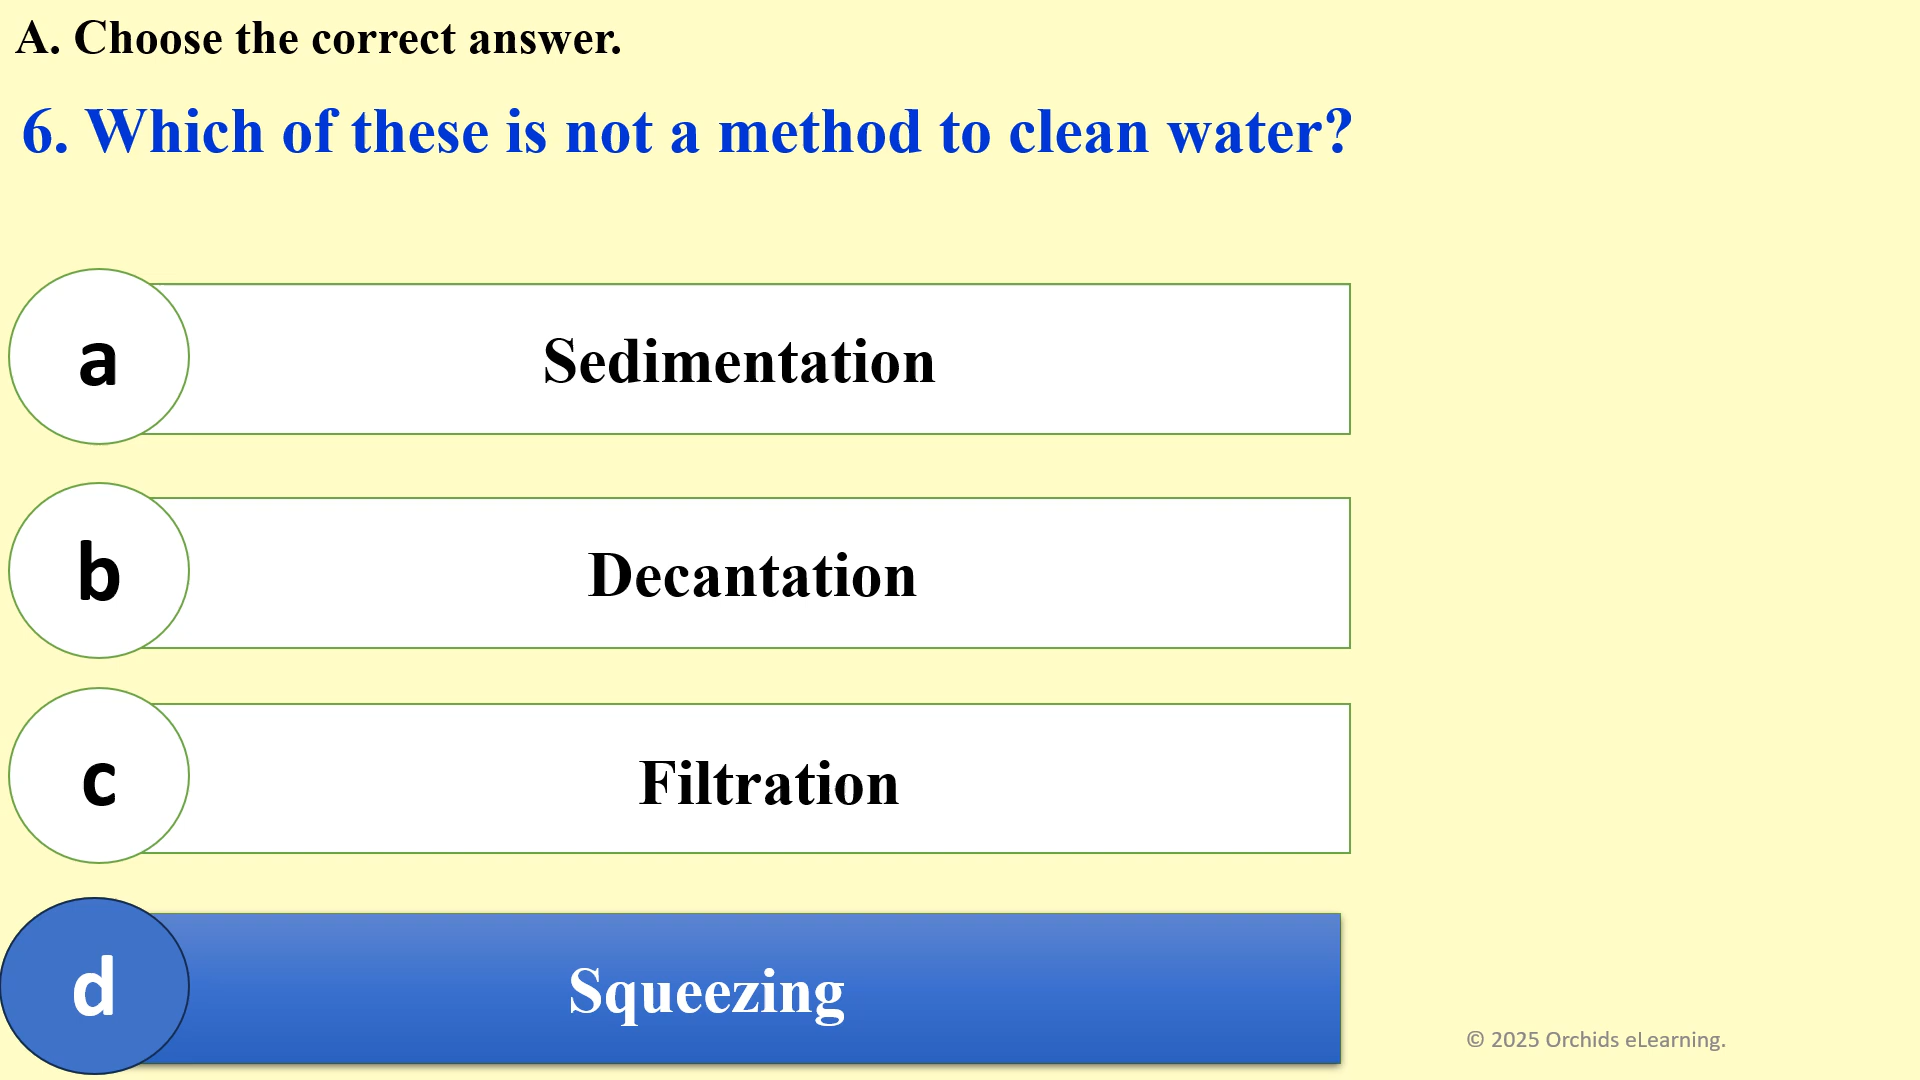 A. Choose the correct answer.
6. Which of these is not a method to clean water?
a Sedimentation
b Decantation
c Filtration
d Squeezing
© 2025 Orchids eLearning.